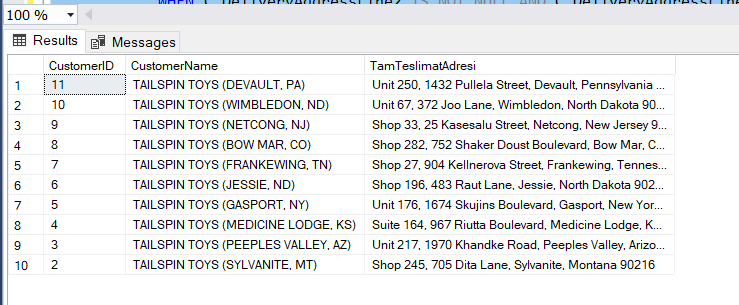 WHEN C DeliveryAddressLine2 IS NOT NULL AND C DeliveryAddressLine
100 %
Results Messages
CustomerID CustomerName TamTeslimatAdresi
1 11 TAILSPIN TOYS (DEVAULT, PA) Unit 250, 1432 Pullela Street, Devault, Pennsylvania ...
2 10 TAILSPIN TOYS (WIMBLEDON, ND) Unit 67, 372 Joo Lane, Wimbledon, North Dakota 90...
3 9 TAILSPIN TOYS (NETCONG, NJ) Shop 33, 25 Kasesalu Street, Netcong, New Jersey 9...
4 8 TAILSPIN TOYS (BOW MAR, CO) Shop 282, 752 Shaker Doust Boulevard, Bow Mar, C...
5 7 TAILSPIN TOYS (FRANKEWING, TN) Shop 27, 904 Kellnerova Street, Frankewing, Tennes...
6 6 TAILSPIN TOYS (JESSIE, ND) Shop 196, 483 Raut Lane, Jessie, North Dakota 902...
7 5 TAILSPIN TOYS (GASPORT, NY) Unit 176, 1674 Skujins Boulevard, Gasport, New Yor...
8 4 TAILSPIN TOYS (MEDICINE LODGE, KS) Suite 164, 967 Riutta Boulevard, Medicine Lodge, K...
9 3 TAILSPIN TOYS (PEEPLES VALLEY, AZ) Unit 217, 1970 Khandke Road, Peeples Valley, Arizo...
10 2 TAILSPIN TOYS (SYLVANITE, MT) Shop 245, 705 Dita Lane, Sylvanite, Montana 90216